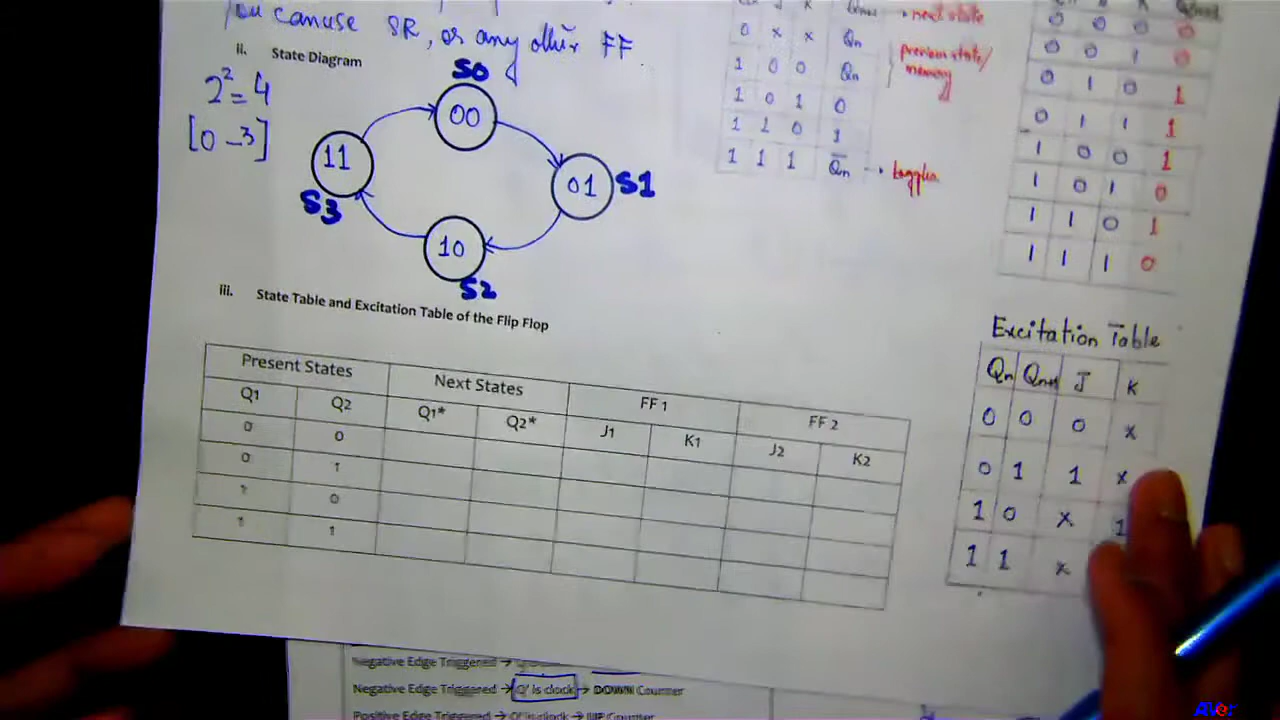 You can use SR, or any other FF.
ii. State Diagram
2² = 4
[0 – 3]
S0
00
01 S1
10
S2
11
S3
Qn+1 → next state
0 x x Qn
1 0 0 Qn } previous state/ memory
1 0 1 0
1 1 0 1
1 1 1 Q̄n → toggles
0 0 0 0
0 0 1 0
0 1 0 1
0 1 1 1
1 0 0 1
1 0 1 0
1 1 0 1
1 1 1 0
iii. State Table and Excitation Table of the Flip Flop
Present States Next States FF 1 FF 2
Q1 Q2 Q1* Q2* J1 K1 J2 K2
0 0
0 1
1 0
1 1
Excitation Table
Qn Qn+1 J K
0 0 0 x
0 1 1 x
1 0 x 1
1 1 x
Negative Edge Triggered →
Negative Edge Triggered → Q' is clock → DOWN Counter
Positive Edge Triggered → Q' is clock → UP Counter
AVer